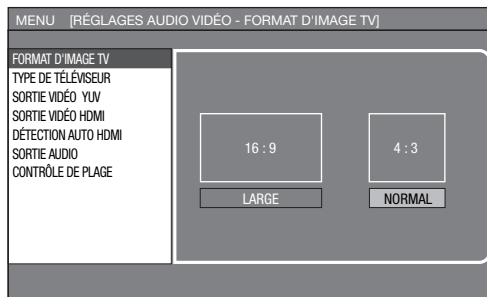 MENU [RÉGLAGES AUDIO VIDÉO - FORMAT D'IMAGE TV]
FORMAT D'IMAGE TV
TYPE DE TÉLÉVISEUR
SORTIE VIDÉO YUV
SORTIE VIDÉO HDMI
DÉTECTION AUTO HDMI
SORTIE AUDIO
CONTRÔLE DE PLAGE
16 : 9
4 : 3
LARGE
NORMAL